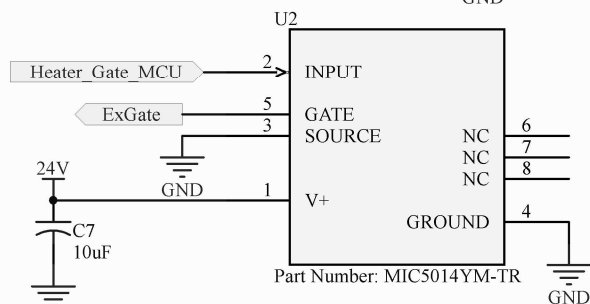 GND
U2
Heater_Gate_MCU 2 INPUT
ExGate 5 GATE
3 SOURCE NC 6
NC 7
NC 8
GND
24V
1 V+
GROUND 4
C7
10uF
Part Number: MIC5014YM-TR
GND